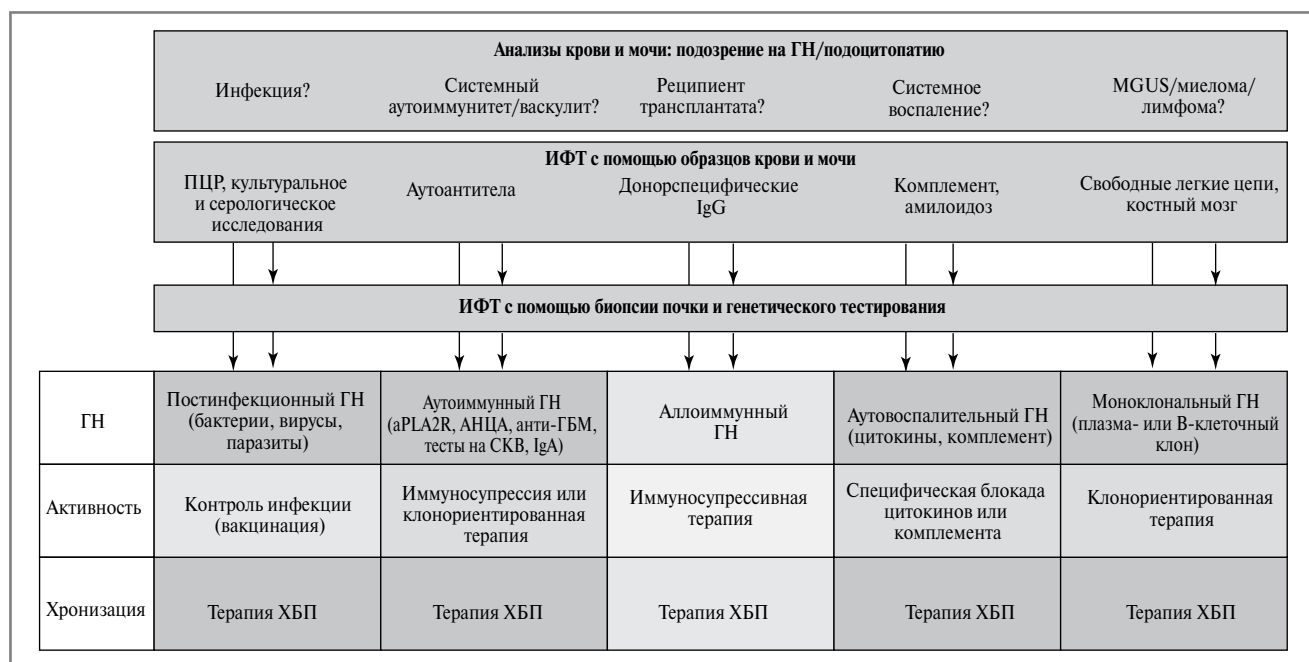 Анализы крови и мочи: подозрение на ГН/подоцитопатию
Инфекция?
Системный
аутоиммунитет/васкулит?
Реципиент
трансплантата?
Системное
воспаление?
MGUS/миелома/
лимфома?
ИФТ с помощью образцов крови и мочи
ПЦР, культуральное
и серологическое
исследования
Аутоантитела
Донорспецифические
IgG
Комплемент,
амилоидоз
Свободные легкие цепи,
костный мозг
ИФТ с помощью биопсии почки и генетического тестирования
ГН
Постинфекционный ГН
(бактерии, вирусы,
паразиты)
Аутоиммунный ГН
(aPLA2R, АНЦА, анти-ГБМ,
тесты на СКВ, IgA)
Аллоиммунный
ГН
Аутовоспалительный ГН
(цитокины, комплемент)
Моноклональный ГН
(плазма- или В-клеточный
клон)
Активность
Контроль инфекции
(вакцинация)
Иммуносупрессия или
клонориентированная
терапия
Иммуносупрессивная
терапия
Специфическая блокада
цитокинов или
комплемента
Клонориентированная
терапия
Хронизация
Терапия ХБП
Терапия ХБП
Терапия ХБП
Терапия ХБП
Терапия ХБП